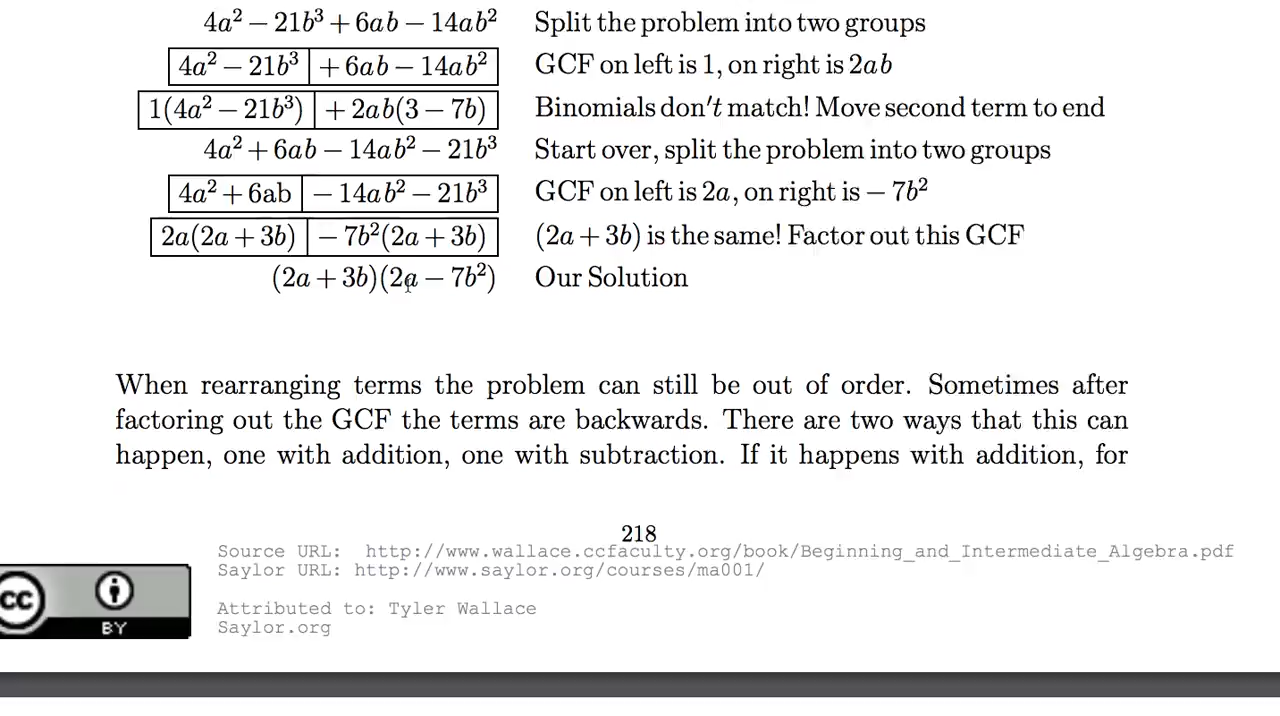 4a² − 21b³ + 6ab − 14ab² Split the problem into two groups
4a² − 21b³ + 6ab − 14ab² GCF on left is 1, on right is 2ab
1(4a² − 21b³) + 2ab(3 − 7b) Binomials don't match! Move second term to end
4a² + 6ab − 14ab² − 21b³ Start over, split the problem into two groups
4a² + 6ab − 14ab² − 21b³ GCF on left is 2a, on right is − 7b²
2a(2a + 3b) − 7b²(2a + 3b) (2a + 3b) is the same! Factor out this GCF
(2a + 3b)(2a − 7b²) Our Solution
When rearranging terms the problem can still be out of order. Sometimes after
factoring out the GCF the terms are backwards. There are two ways that this can
happen, one with addition, one with subtraction. If it happens with addition, for
218
Source URL: http://www.wallace.ccfaculty.org/book/Beginning_and_Intermediate_Algebra.pdf
Saylor URL: http://www.saylor.org/courses/ma001/
Attributed to: Tyler Wallace
Saylor.org
cc
BY